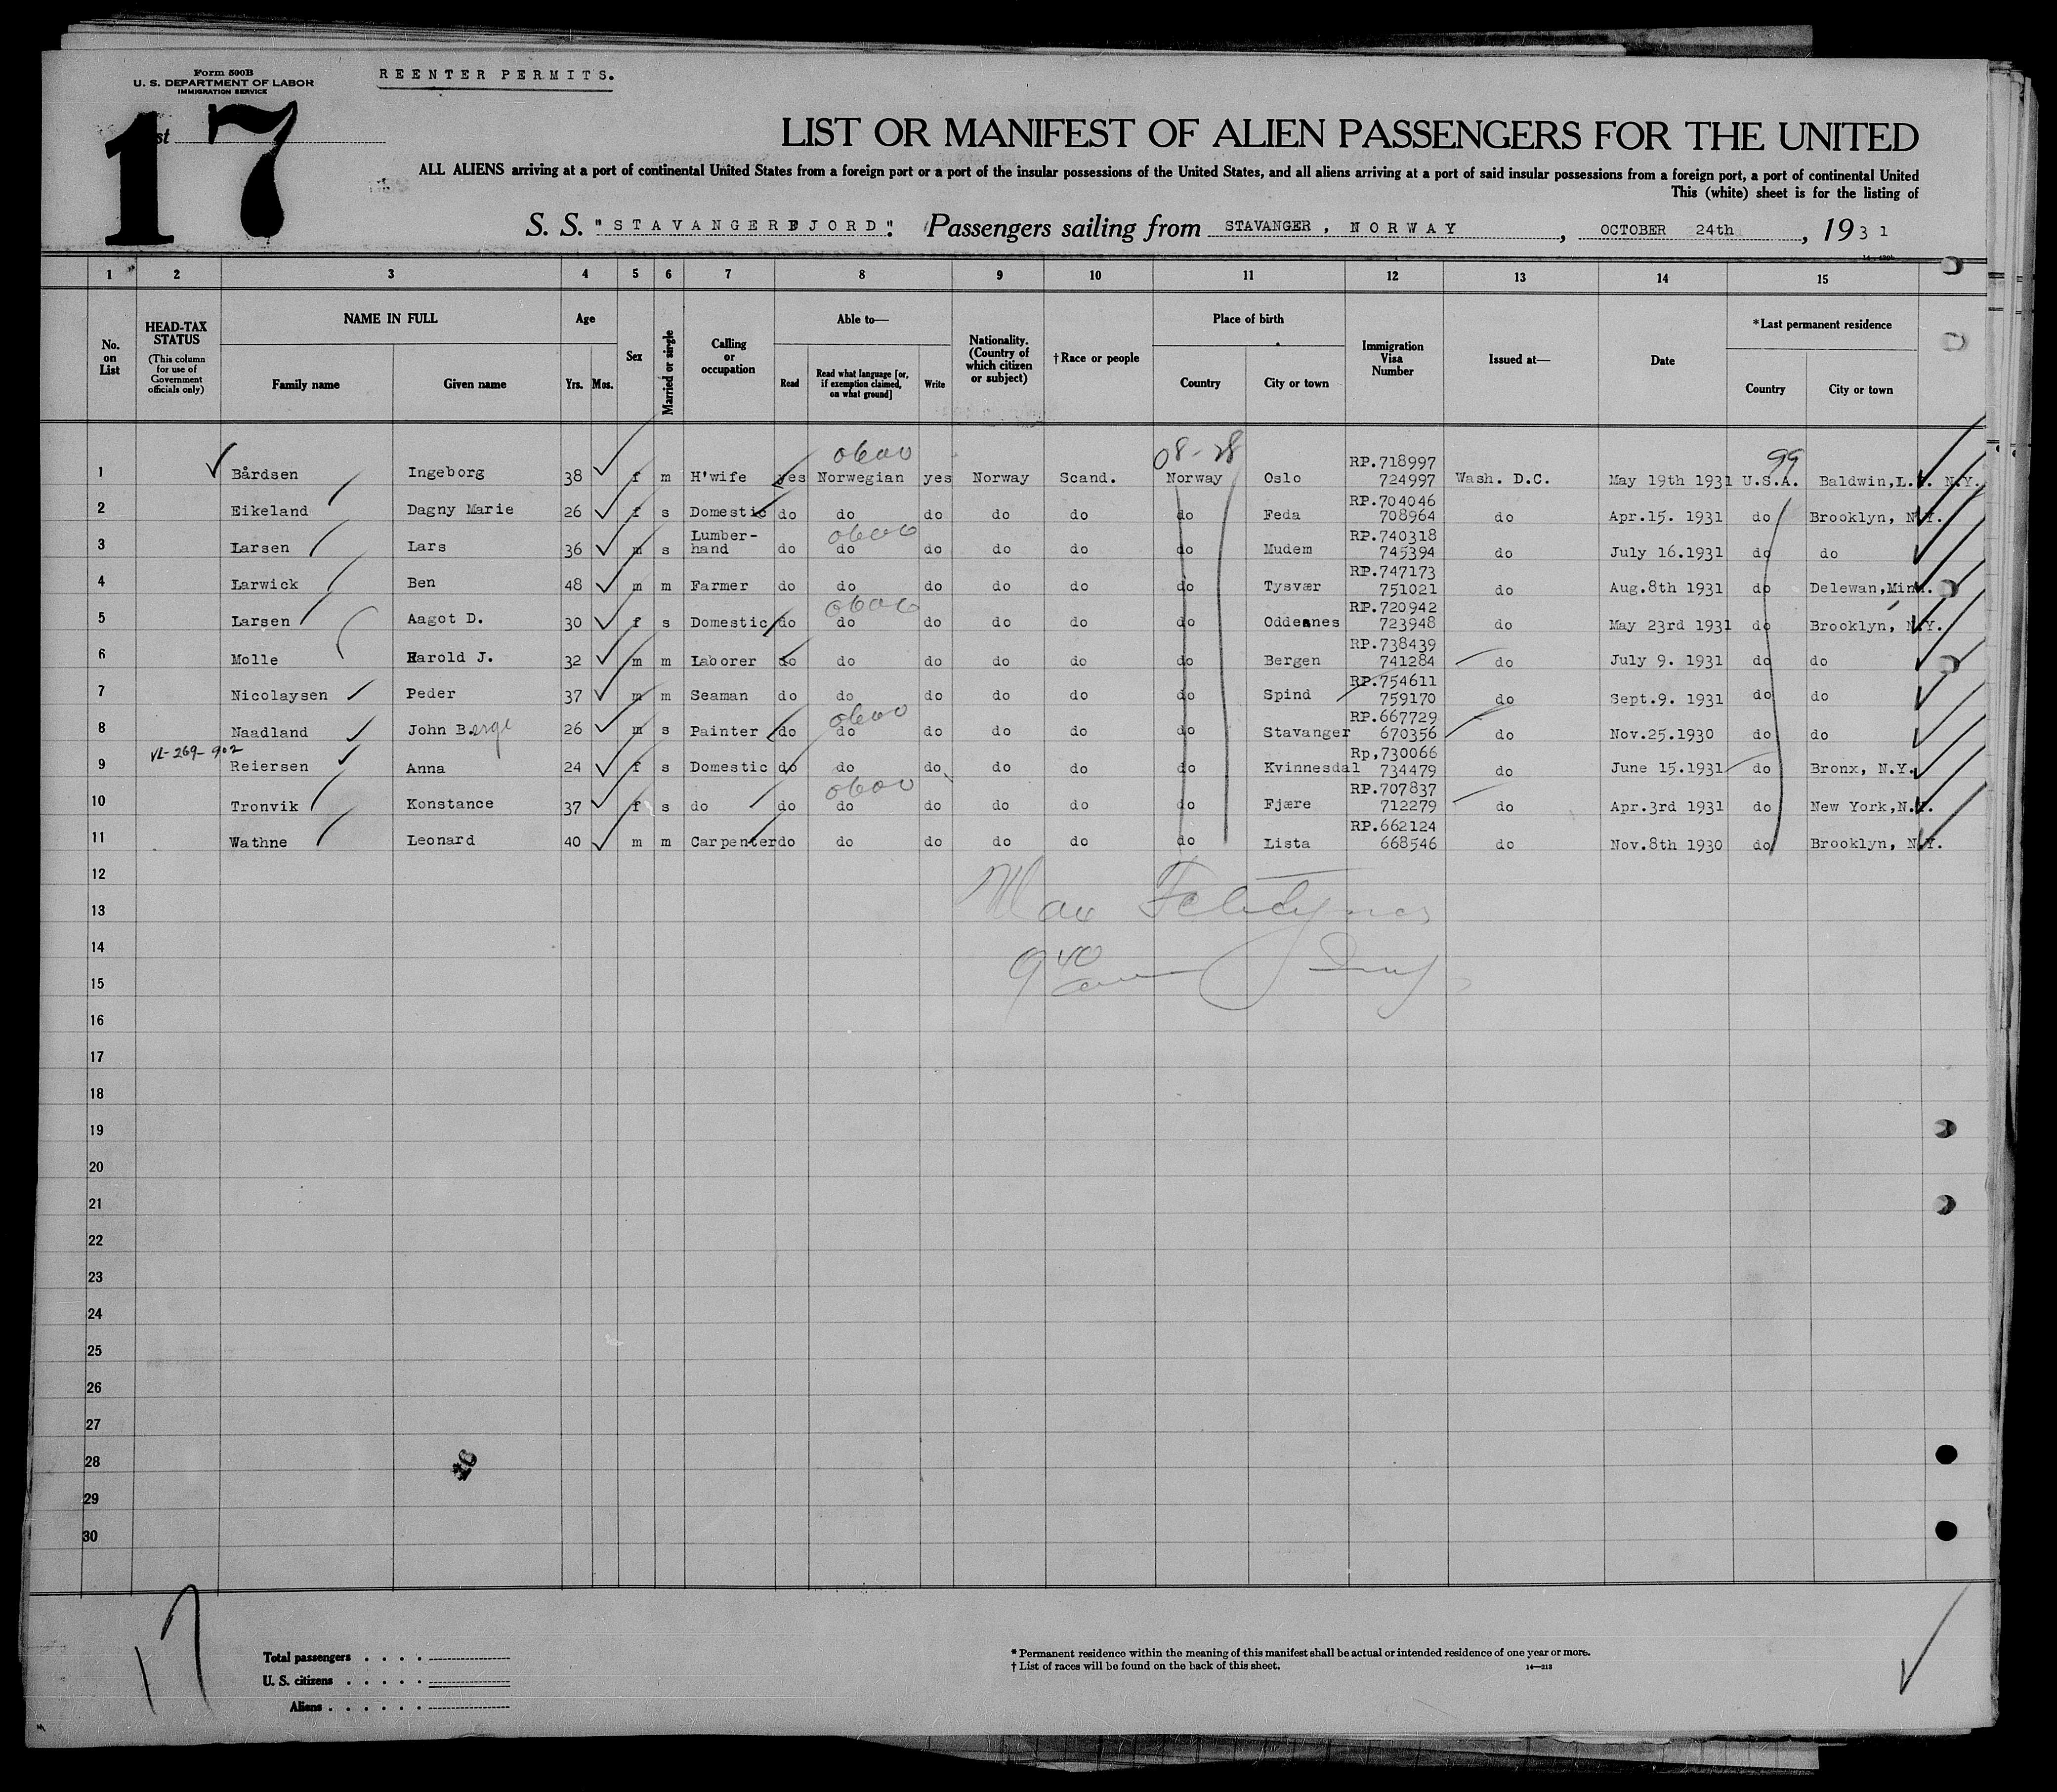 Form 500B
U. S. DEPARTMENT OF LABOR
IMMIGRATION SERVICE
REENTER PERMITS.
17
LIST OR MANIFEST OF ALIEN PASSENGERS FOR THE UNITED
ALL ALIENS arriving at a port of continental United States from a foreign port or a port of the insular possessions of the United States, and all aliens arriving at a port of said insular possessions from a foreign port, a port of continental United
This (white) sheet is for the listing of
S. S. "STAVANGERFJORD". Passengers sailing from STAVANGER, NORWAY, OCTOBER 24th, 1931
1 2 3 4 5 6 7 8 9 10 11 12 13 14 15
No. on List
HEAD-TAX STATUS
(This column for use of Government officials only)
NAME IN FULL
Family name
Given name
Age
Yrs. Mos.
Sex
Married or single
Calling or occupation
Able to—
Read
Read what language [or, if exemption claimed, on what ground]
Write
Nationality. (Country of which citizen or subject)
†Race or people
Place of birth
Country
City or town
Immigration Visa Number
Issued at—
Date
*Last permanent residence
Country
City or town
0600 08-28 99
1 Bårdsen Ingeborg 38 f m H'wife yes Norwegian yes Norway Scand. Norway Oslo RP.718997 724997 Wash. D.C. May 19th 1931 U.S.A. Baldwin,L.I. N.Y.
2 Eikeland Dagny Marie 26 f s Domestic do do do do do do Feda RP.704046 708964 do Apr.15. 1931 do Brooklyn, N.Y.
0600
3 Larsen Lars 36 m s Lumber-hand do do do do do do Mudem RP.740318 745394 do July 16.1931 do do
4 Larwick Ben 48 m m Farmer do do do do do do Tysvær RP.747173 751021 do Aug.8th 1931 do Delewan,Minn.
0600
5 Larsen Aagot D. 30 f s Domestic do do do do do do Oddernes RP.720942 723948 do May 23rd 1931 do Brooklyn, N.Y.
6 Molle Harold J. 32 m m Laborer do do do do do do Bergen RP.738439 741284 do July 9. 1931 do do
7 Nicolaysen Peder 37 m m Seaman do do do do do do Spind RP.754611 759170 do Sept.9. 1931 do do
0600
8 Naadland John Berge 26 m s Painter do do do do do do Stavanger RP.667729 670356 do Nov.25.1930 do do
VL-269-902
9 Reiersen Anna 24 f s Domestic do do do do do do Kvinnesdal Rp,730066 734479 do June 15.1931 do Bronx, N.Y.
0600
10 Tronvik Konstance 37 f s do do do do do do do Fjære RP.707837 712279 do Apr.3rd 1931 do New York,N.Y.
11 Wathne Leonard 40 m m Carpenter do do do do do do Lista RP.662124 668546 do Nov.8th 1930 do Brooklyn, N.Y.
12
13 Max
14
15 9 40
16
17
18
19
20
21
22
23
24
25
26
27
28
29
30
17
Total passengers
U. S. citizens
Aliens
* Permanent residence within the meaning of this manifest shall be actual or intended residence of one year or more.
† List of races will be found on the back of this sheet.
14—213